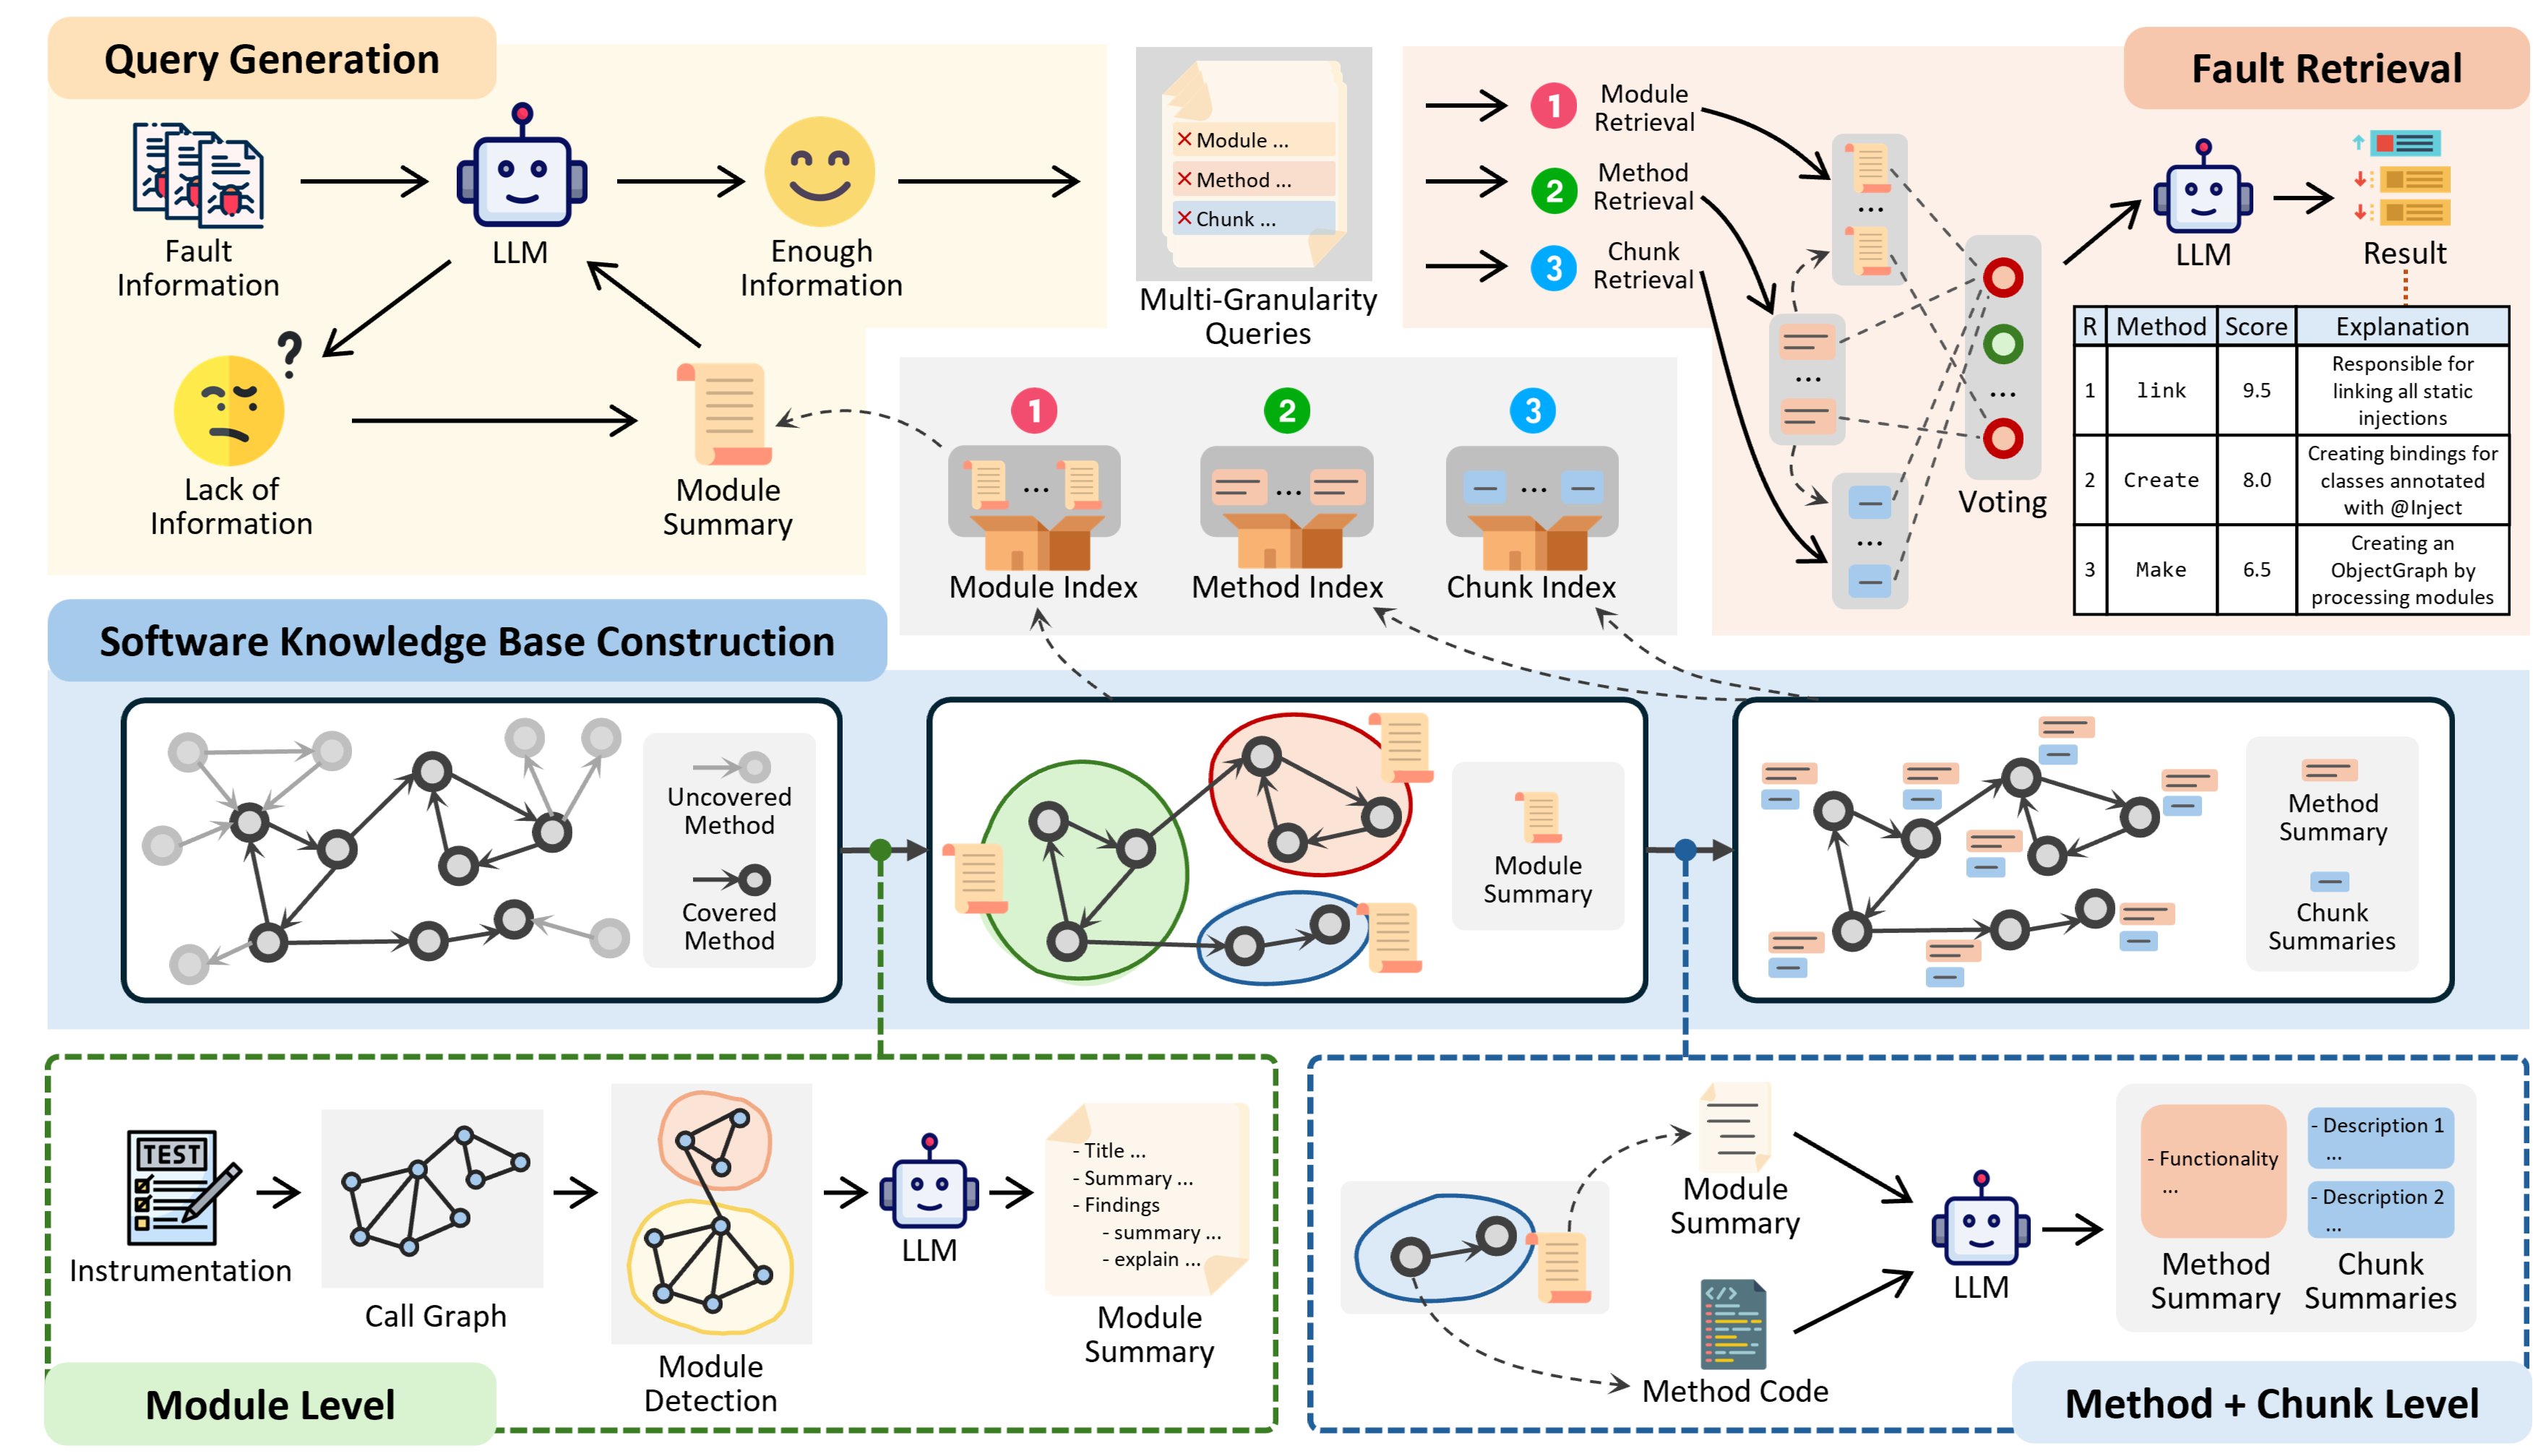 Query Generation
Fault
Information
LLM
Enough
Information
?
Lack of
Information
Module
Summary
Module ...
Method ...
Chunk ...
Multi-Granularity
Queries
Fault Retrieval
1
Module
Retrieval
2
Method
Retrieval
3
Chunk
Retrieval
...
...
...
...
Voting
LLM
Result
R Method Score Explanation
1 link 9.5 Responsible for
linking all static
injections
2 Create 8.0 Creating bindings for
classes annotated
with @Inject
3 Make 6.5 Creating an
ObjectGraph by
processing modules
1
...
Module Index
2
...
Method Index
3
...
Chunk Index
Software Knowledge Base Construction
Uncovered
Method
Covered
Method
Module
Summary
Method
Summary
Chunk
Summaries
TEST
Instrumentation
Call Graph
Module
Detection
LLM
- Title ...
- Summary ...
- Findings
- summary ...
- explain ...
Module
Summary
Module Level
Module
Summary
</>
Method Code
LLM
- Functionality
...
Method
Summary
- Description 1
...
- Description 2
...
Chunk
Summaries
Method + Chunk Level